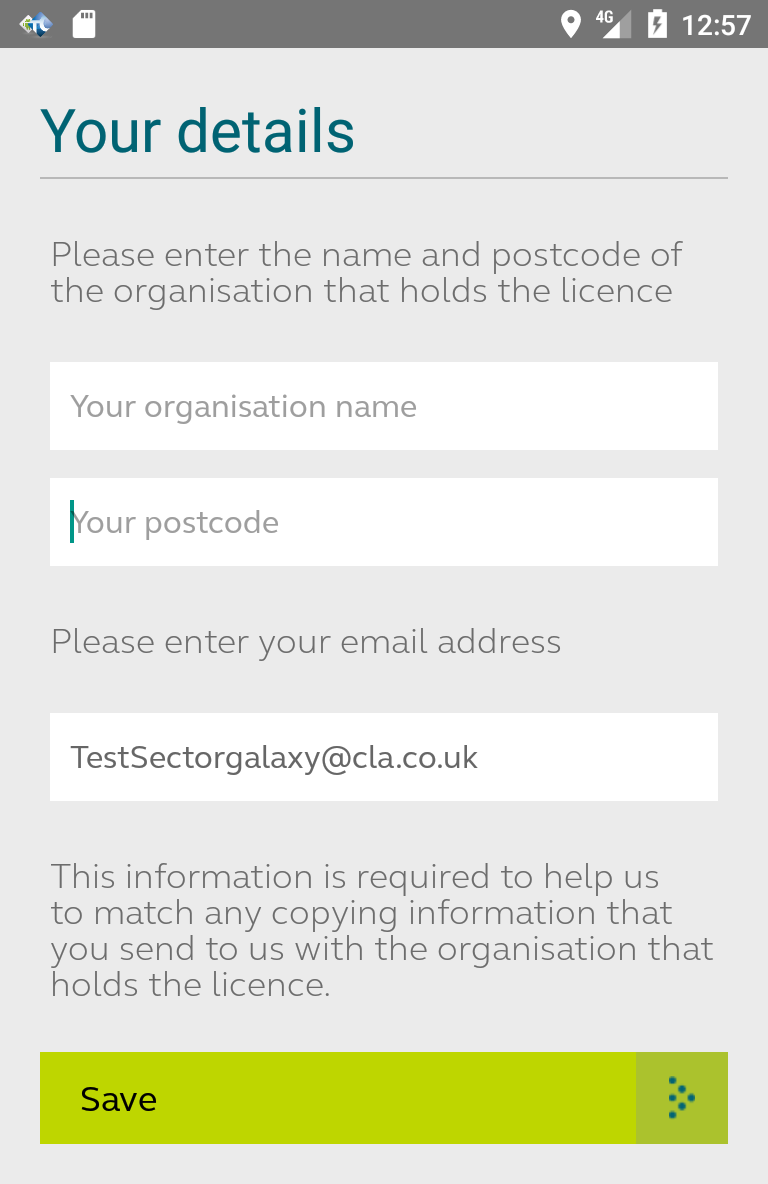 4G 12:57
Your details
Please enter the name and postcode of
the organisation that holds the licence
Your organisation name
Your postcode
Please enter your email address
TestSectorgalaxy@cla.co.uk
This information is required to help us
to match any copying information that
you send to us with the organisation that
holds the licence.
Save